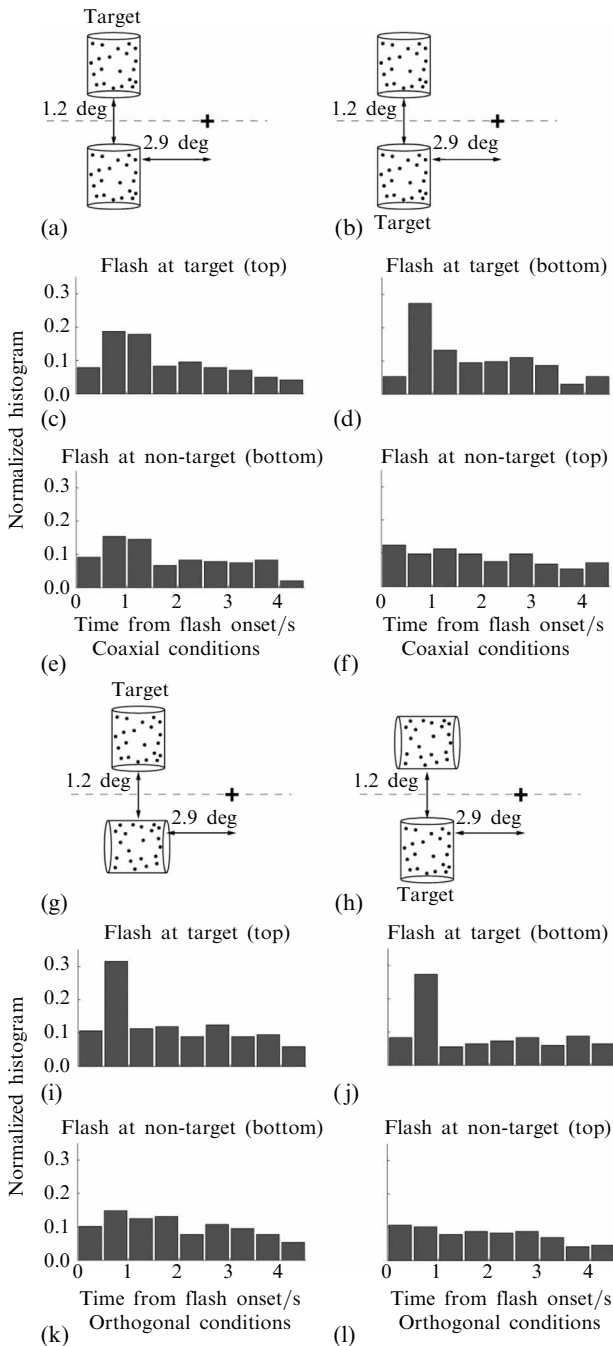 Target
1.2 deg 1.2 deg
2.9 deg 2.9 deg
Target
(a) (b)
Flash at target (top) Flash at target (bottom)
0.3
0.2
0.1
0.0
(c) (d)
Normalized histogram
Flash at non-target (bottom) Flash at non-target (top)
0.3
0.2
0.1
0.0
0 1 2 3 4 0 1 2 3 4
Time from flash onset/s Time from flash onset/s
(e) Coaxial conditions (f) Coaxial conditions
Target
1.2 deg 1.2 deg
2.9 deg 2.9 deg
Target
(g) (h)
Flash at target (top) Flash at target (bottom)
0.3
0.2
0.1
0.0
(i) (j)
Normalized histogram
Flash at non-target (bottom) Flash at non-target (top)
0.3
0.2
0.1
0.0
0 1 2 3 4 0 1 2 3 4
Time from flash onset/s Time from flash onset/s
(k) Orthogonal conditions (l) Orthogonal conditions